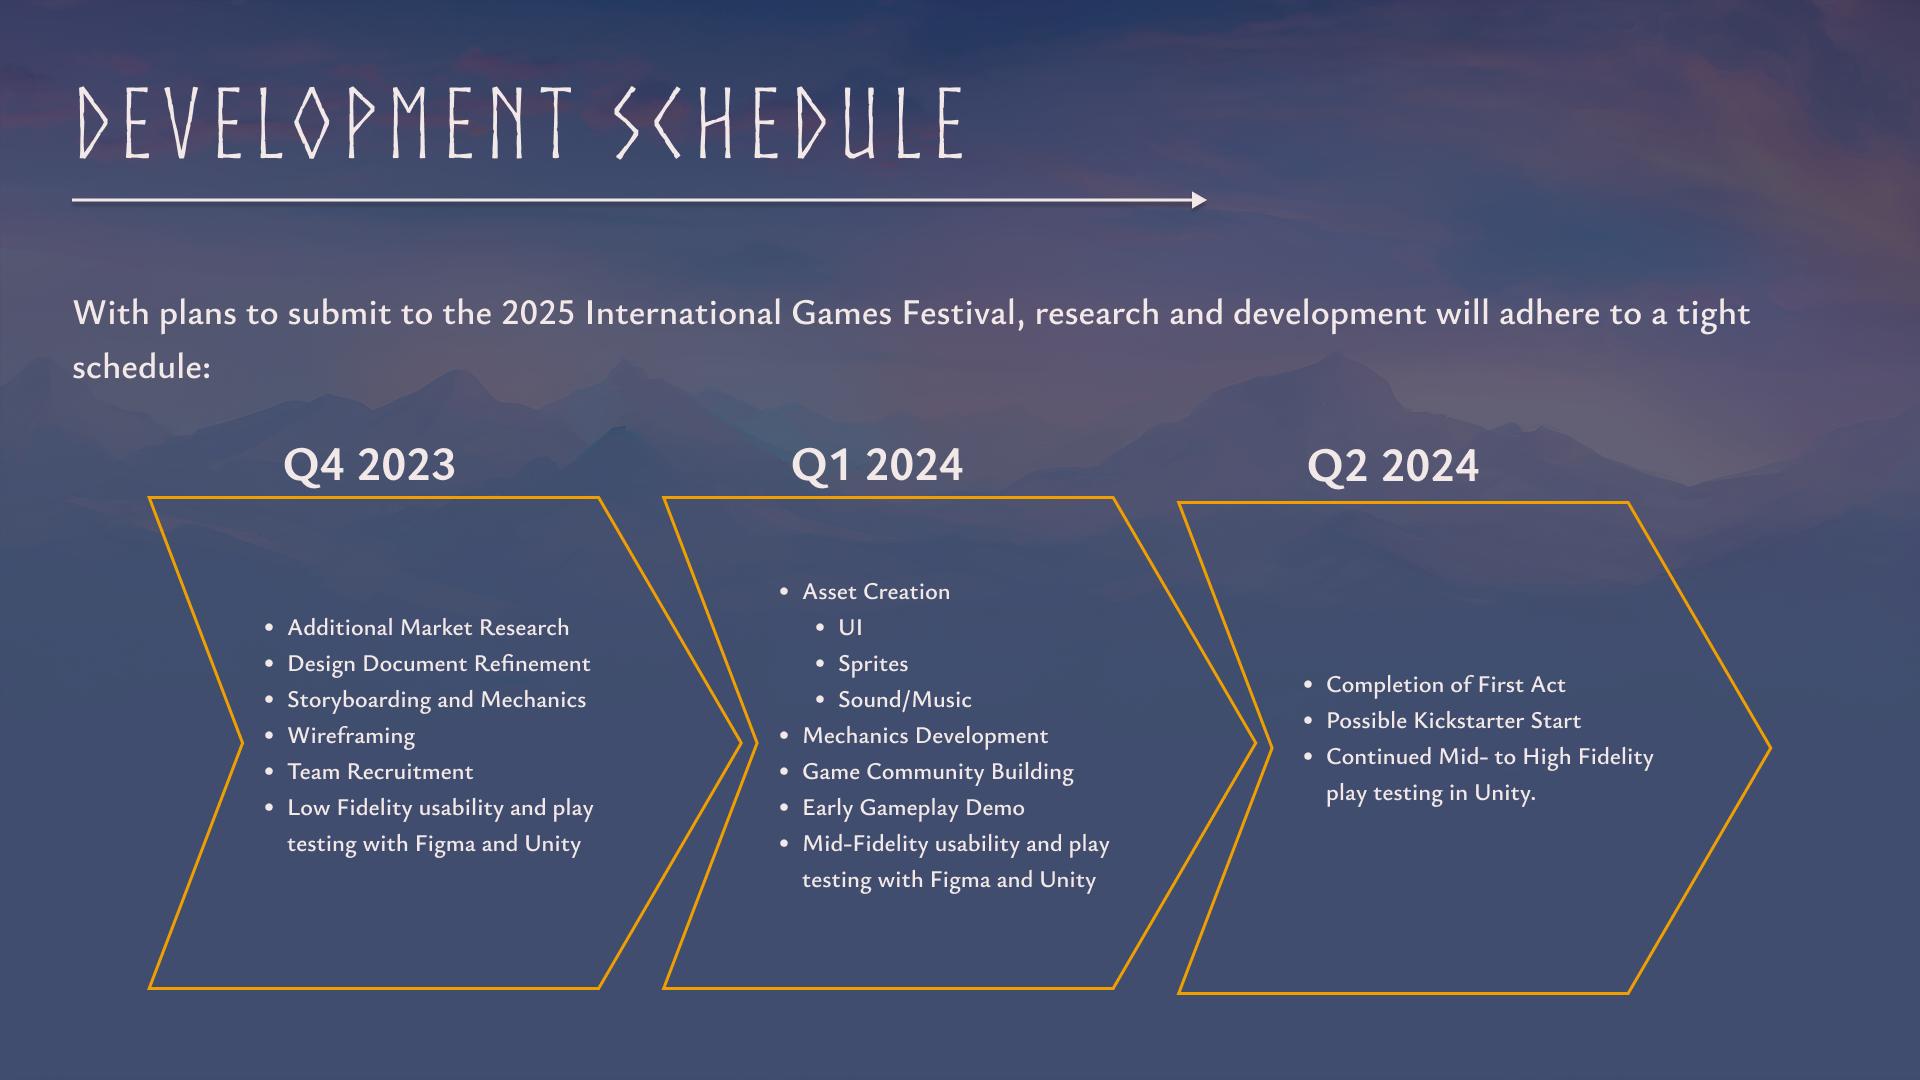 DEVELOPMENT SCHEDULE
With plans to submit to the 2025 International Games Festival, research and development will adhere to a tight
schedule:
Q4 2023
• Additional Market Research
• Design Document Refinement
• Storyboarding and Mechanics
• Wireframing
• Team Recruitment
• Low Fidelity usability and play
testing with Figma and Unity
Q1 2024
• Asset Creation
• UI
• Sprites
• Sound/Music
• Mechanics Development
• Game Community Building
• Early Gameplay Demo
• Mid-Fidelity usability and play
testing with Figma and Unity
Q2 2024
• Completion of First Act
• Possible Kickstarter Start
• Continued Mid- to High Fidelity
play testing in Unity.